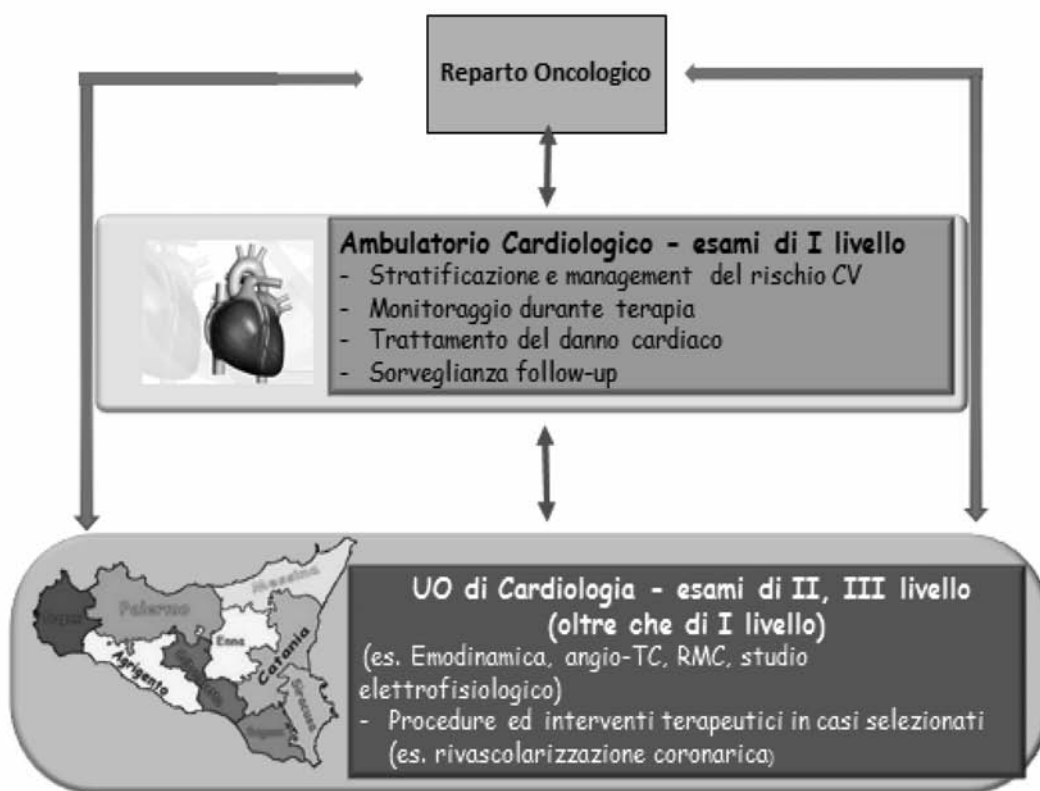 Reparto Oncologico
Ambulatorio Cardiologico - esami di I livello
- Stratificazione e management del rischio CV
- Monitoraggio durante terapia
- Trattamento del danno cardiaco
- Sorveglianza follow-up
Messina
Palermo
Enna
Catania
Agrigento
Siracusa
UO di Cardiologia - esami di II, III livello
(oltre che di I livello)
(es. Emodinamica, angio-TC, RMC, studio
elettrofisiologico)
- Procedure ed interventi terapeutici in casi selezionati
(es. rivascolarizzazione coronarica)